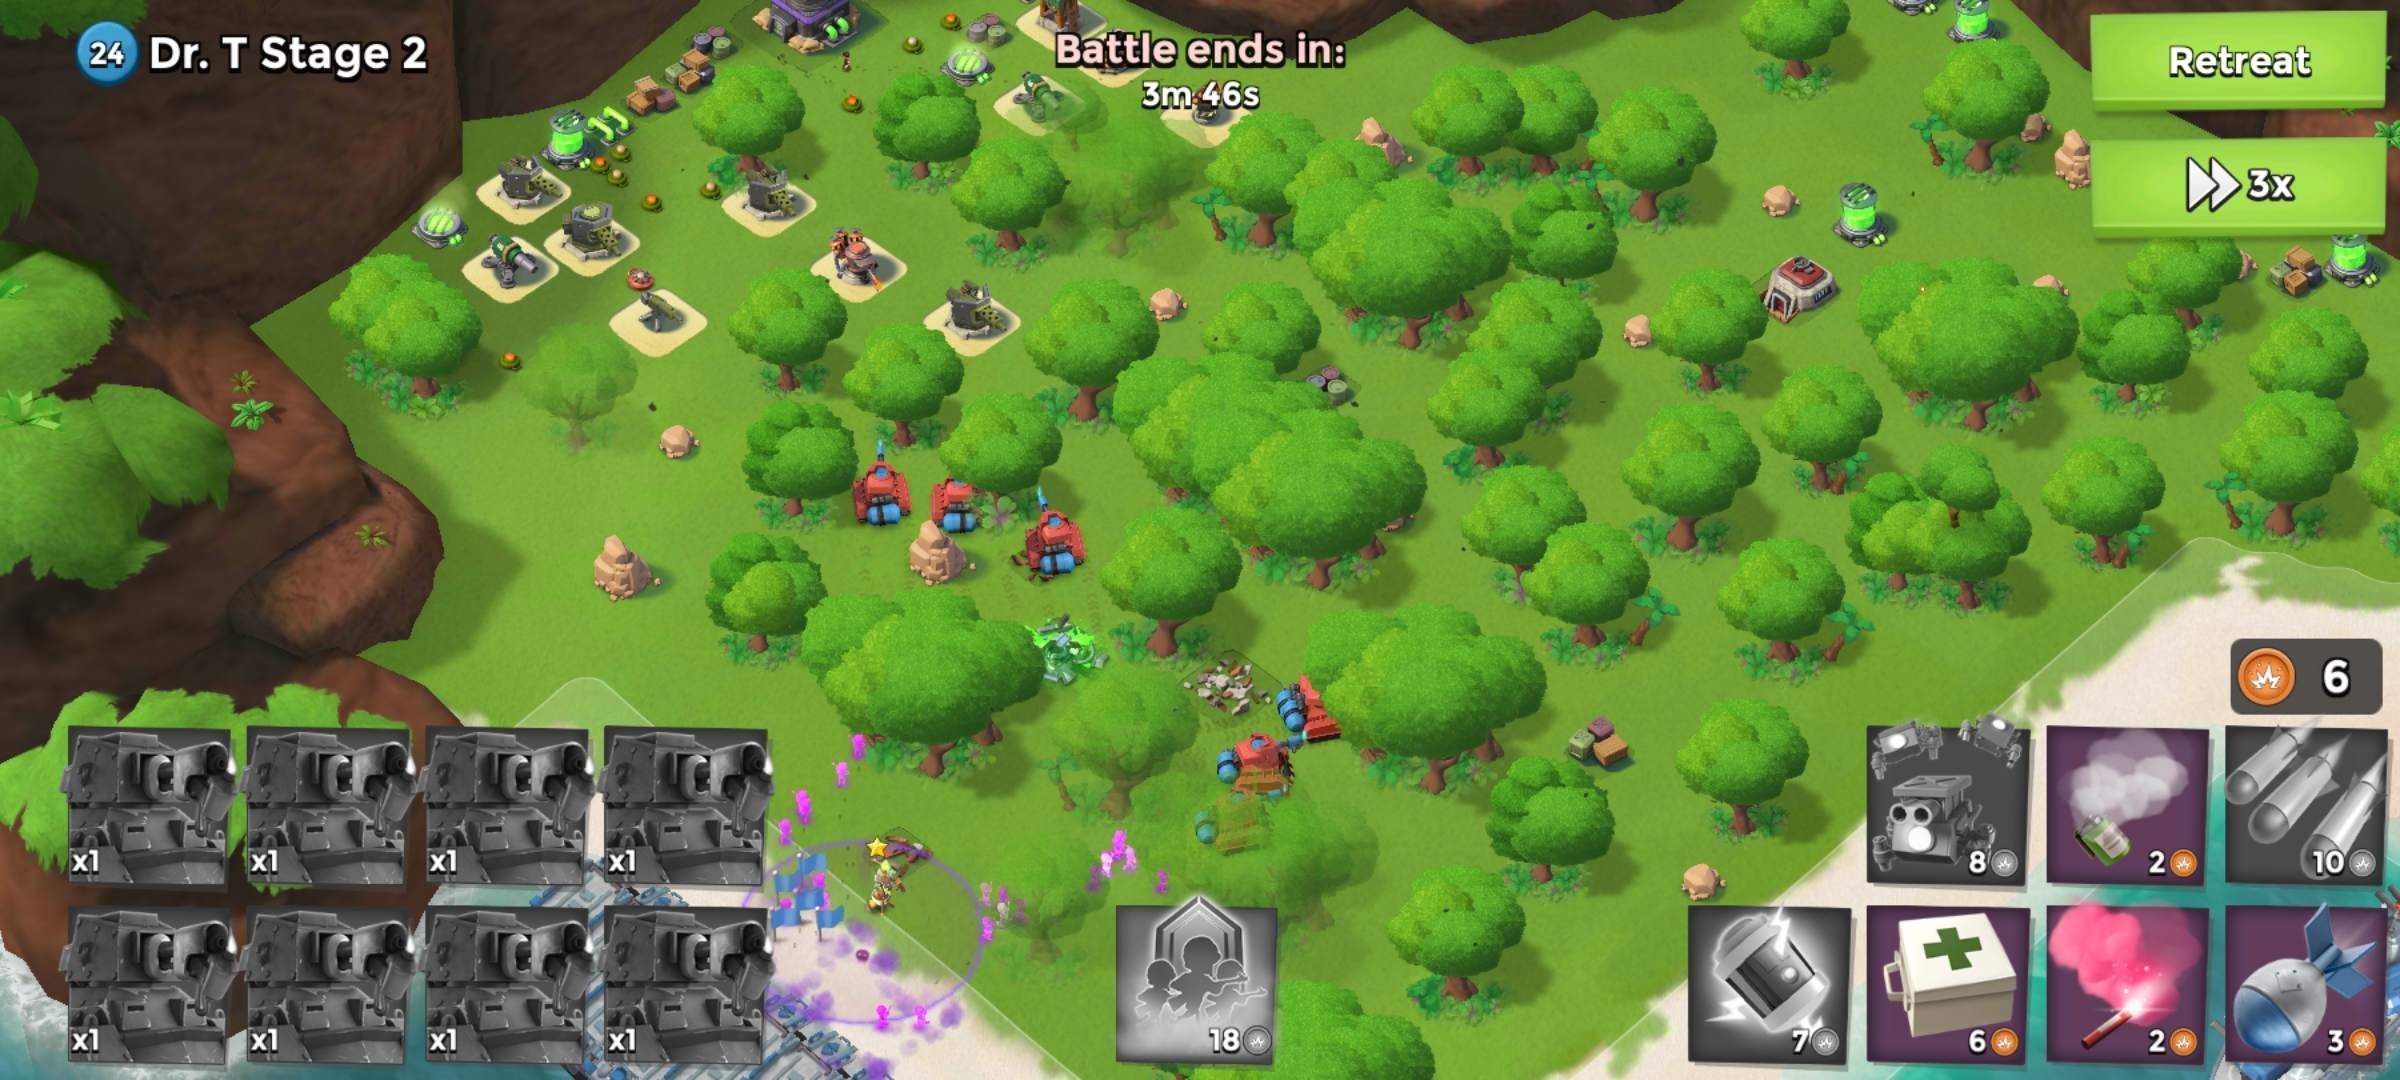 24 Dr. T Stage 2
Battle ends in:
3m 46s
Retreat
3x
6
x1 x1 x1 x1
8 2 10
x1 x1 x1 x1
18 7 6 2 3